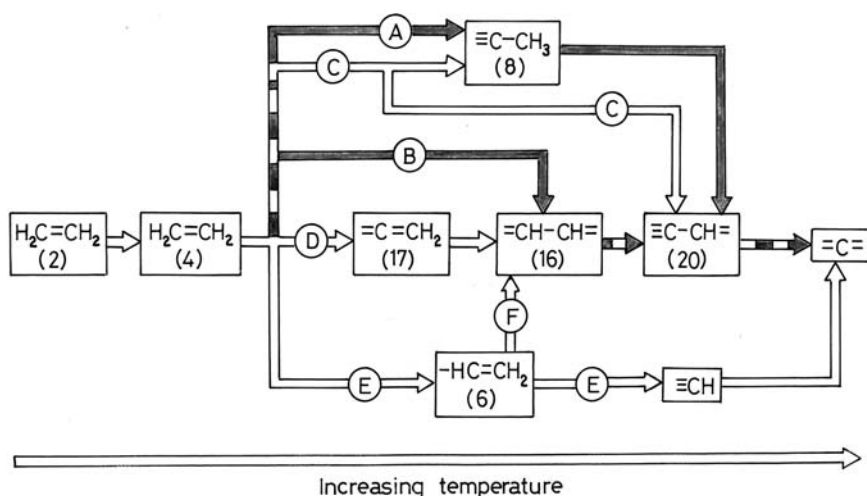 A
≡C-CH₃
(8)
C
C
B
H₂C=CH₂
(2)
H₂C=CH₂
(4)
D
=C=CH₂
(17)
=CH-CH=
(16)
≡C-CH=
(20)
=C=
F
E
-HC=CH₂
(6)
E
≡CH
Increasing temperature